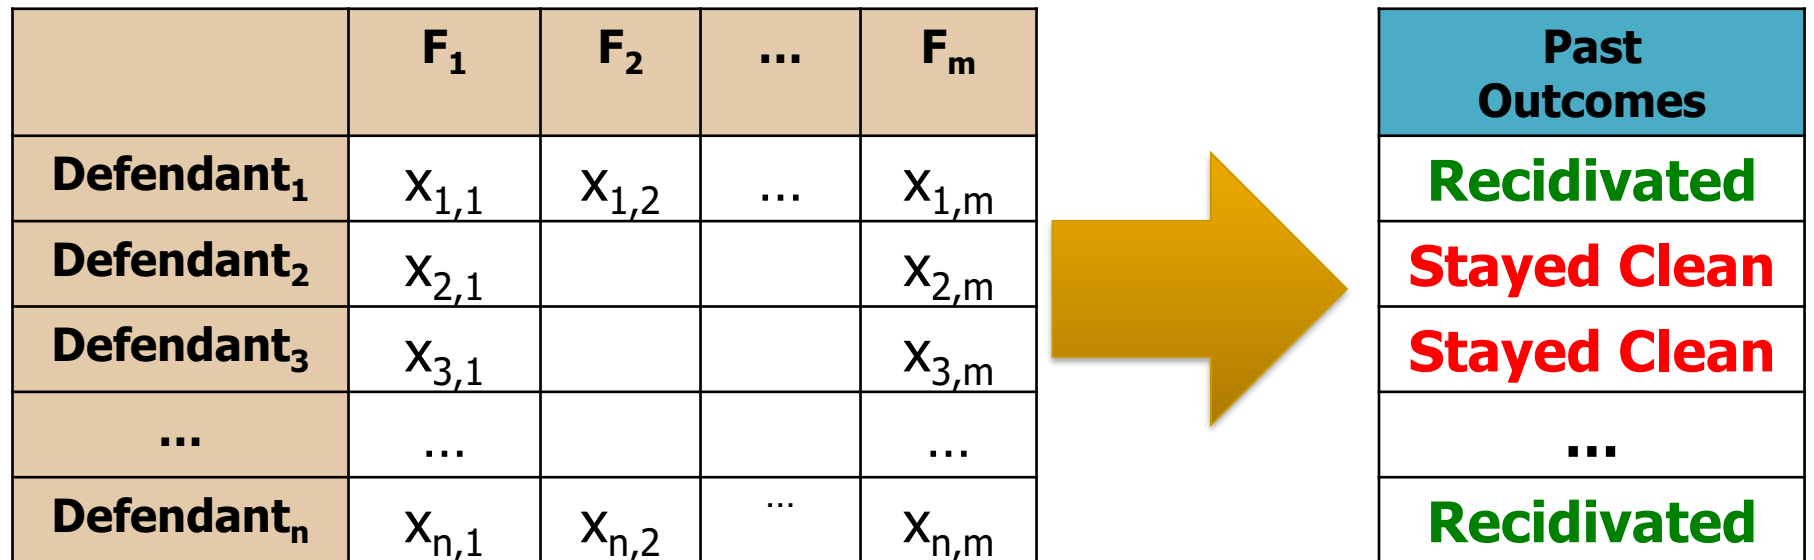 F₁ F₂ ... Fₘ Past
Outcomes
Defendant₁ x₁,₁ x₁,₂ ... x₁,ₘ Recidivated
Defendant₂ x₂,₁ x₂,ₘ Stayed Clean
Defendant₃ x₃,₁ x₃,ₘ Stayed Clean
... ... ... ...
Defendantₙ xₙ,₁ xₙ,₂ ... xₙ,ₘ Recidivated